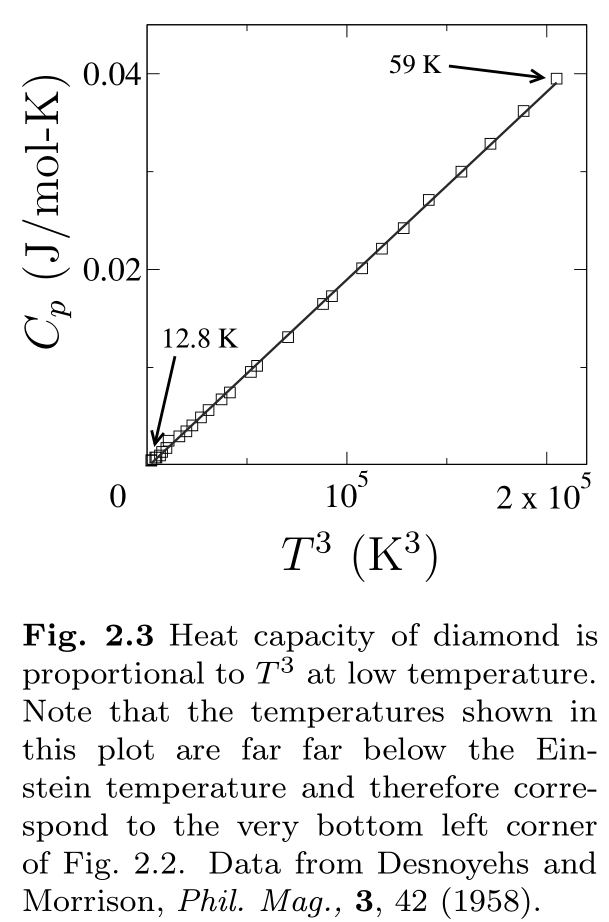 0.04
59 K
C_p (J/mol-K)
0.02
12.8 K
0
10^5
2 x 10^5
T^3 (K^3)
Fig. 2.3 Heat capacity of diamond is
proportional to T^3 at low temperature.
Note that the temperatures shown in
this plot are far far below the Ein-
stein temperature and therefore corre-
spond to the very bottom left corner
of Fig. 2.2. Data from Desnoyehs and
Morrison, Phil. Mag., 3, 42 (1958).